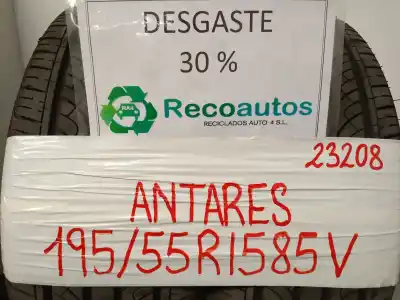 DESGASTE
30 %
Recoautos
RECICLADOS AUTO 4 S.L.
23208
ANTARES
195/55R1585V